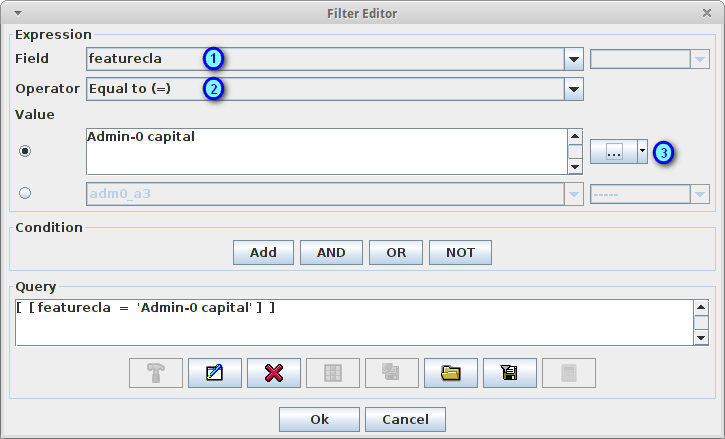 Filter Editor
Expression
Field featurecla 1
Operator Equal to (=) 2
Value
Admin-0 capital
... 3
adm0_a3 -----
Condition
Add AND OR NOT
Query
[ [ featurecla = 'Admin-0 capital' ] ]
Ok Cancel